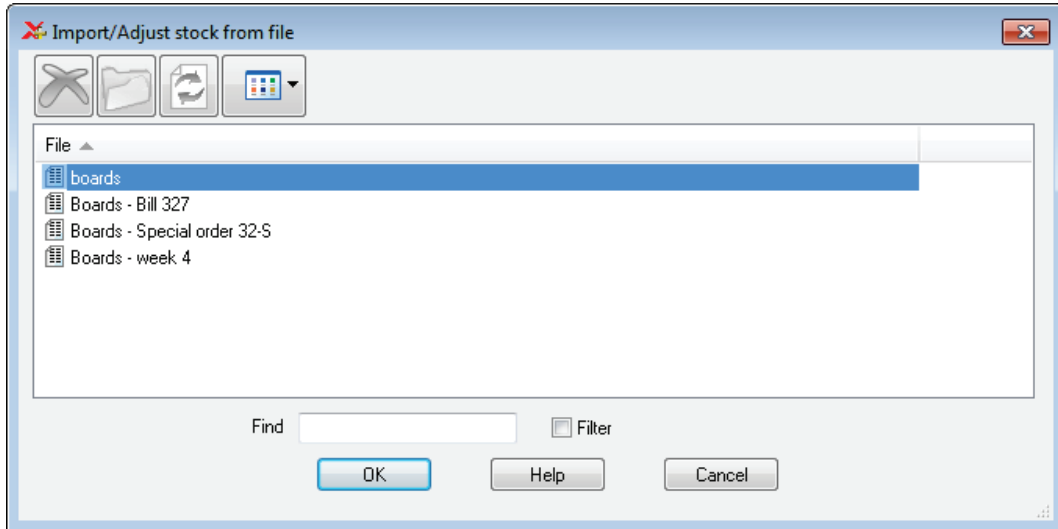 Import/Adjust stock from file
File
boards
Boards - Bill 327
Boards - Special order 32-S
Boards - week 4
Find
Filter
OK
Help
Cancel